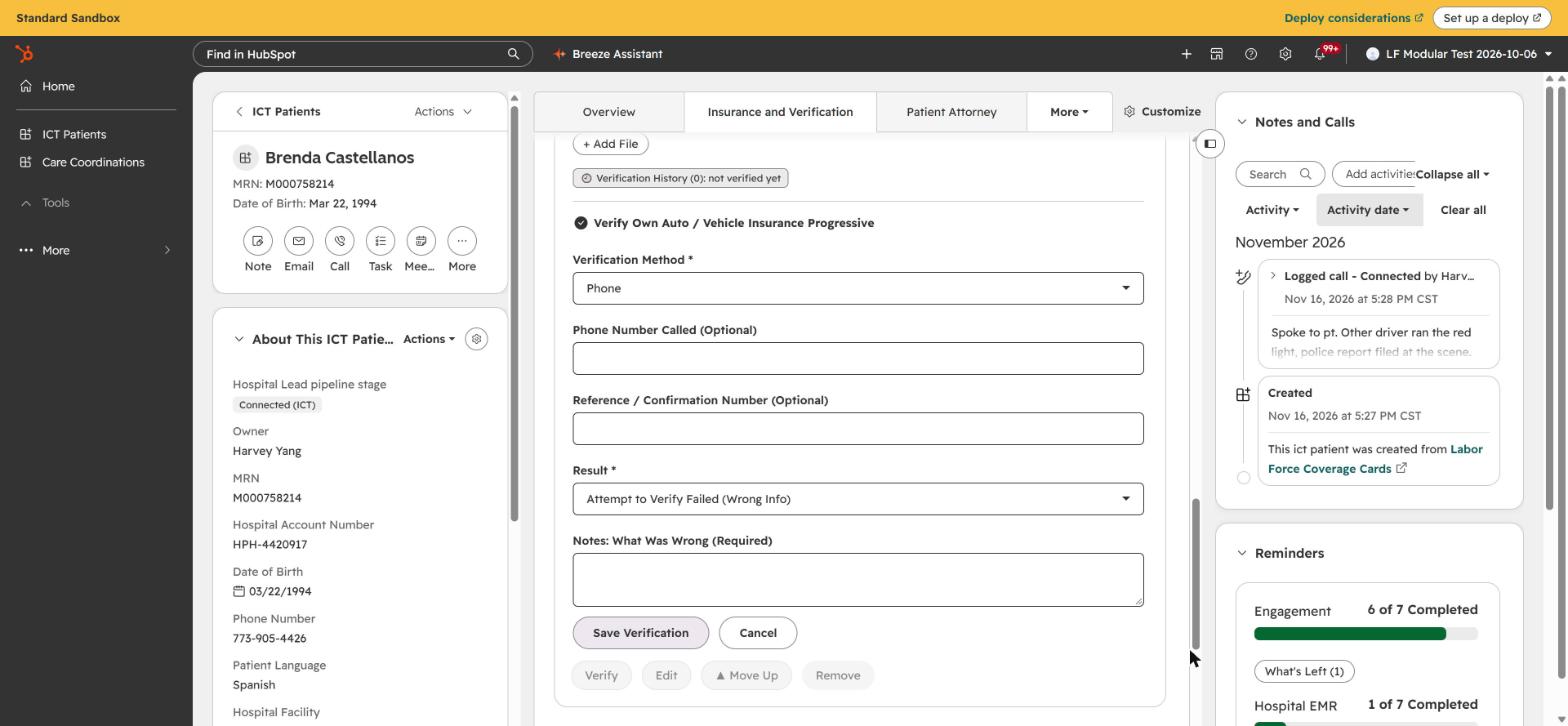 Standard Sandbox
Deploy considerations
Set up a deploy
Find in HubSpot
Breeze Assistant
99+
LF Modular Test 2026-10-06
Home
ICT Patients
Care Coordinations
Tools
More
ICT Patients
Actions
Brenda Castellanos
MRN: M000758214
Date of Birth: Mar 22, 1994
Note
Email
Call
Task
Mee...
More
About This ICT Patie...
Actions
Hospital Lead pipeline stage
Connected (ICT)
Owner
Harvey Yang
MRN
M000758214
Hospital Account Number
HPH-4420917
Date of Birth
03/22/1994
Phone Number
773-905-4426
Patient Language
Spanish
Hospital Facility
Overview
Insurance and Verification
Patient Attorney
More
Customize
+ Add File
Verification History (0): not verified yet
Verify Own Auto / Vehicle Insurance Progressive
Verification Method *
Phone
Phone Number Called (Optional)
Reference / Confirmation Number (Optional)
Result *
Attempt to Verify Failed (Wrong Info)
Notes: What Was Wrong (Required)
Save Verification
Cancel
Verify
Edit
▲ Move Up
Remove
Notes and Calls
Search
Add activities
Collapse all
Activity
Activity date
Clear all
November 2026
Logged call - Connected by Harv...
Nov 16, 2026 at 5:28 PM CST
Spoke to pt. Other driver ran the red
light, police report filed at the scene.
Created
Nov 16, 2026 at 5:27 PM CST
This ict patient was created from Labor
Force Coverage Cards
Reminders
Engagement
6 of 7 Completed
What's Left (1)
Hospital EMR
1 of 7 Completed